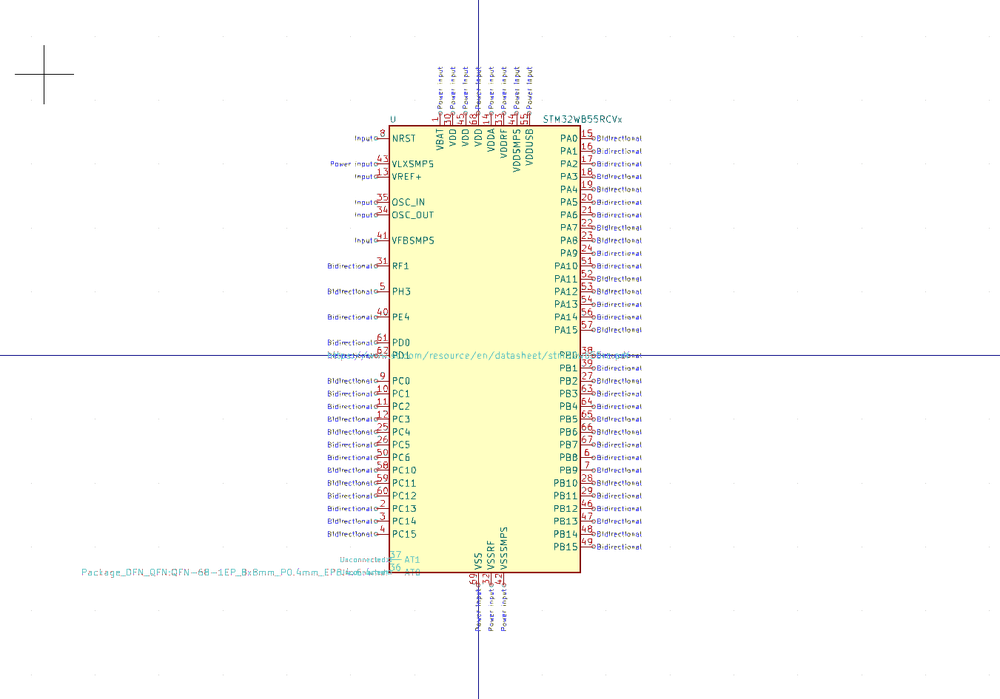 Power input Power input Power input Power input Power input Power input Power input Power input
1 30 45 68 14 33 44 55
U STM32WB55RCVx
VBAT VDD VDD VDD VDDA VDDRF VDDSMPS VDDUSB
Input 8 NRST PA0 15 Bidirectional
PA1 16 Bidirectional
Power input 43 VLXSMPS PA2 17 Bidirectional
Input 13 VREF+ PA3 18 Bidirectional
PA4 19 Bidirectional
Input 35 OSC_IN PA5 20 Bidirectional
Input 34 OSC_OUT PA6 21 Bidirectional
PA7 22 Bidirectional
Input 41 VFBSMPS PA8 23 Bidirectional
PA9 24 Bidirectional
Bidirectional 31 RF1 PA10 51 Bidirectional
PA11 52 Bidirectional
Bidirectional 5 PH3 PA12 53 Bidirectional
PA13 54 Bidirectional
Bidirectional 40 PE4 PA14 56 Bidirectional
PA15 57 Bidirectional
Bidirectional 61 PD0
62 PD1 /resource/en/datasheet/ PB0 38 Bidirectional
PB1 39 Bidirectional
Bidirectional 9 PC0 PB2 27 Bidirectional
Bidirectional 10 PC1 PB3 63 Bidirectional
Bidirectional 11 PC2 PB4 64 Bidirectional
Bidirectional 12 PC3 PB5 65 Bidirectional
Bidirectional 25 PC4 PB6 66 Bidirectional
Bidirectional 26 PC5 PB7 67 Bidirectional
Bidirectional 50 PC6 PB8 6 Bidirectional
Bidirectional 58 PC10 PB9 7 Bidirectional
Bidirectional 59 PC11 PB10 28 Bidirectional
Bidirectional 60 PC12 PB11 29 Bidirectional
Bidirectional 2 PC13 PB12 46 Bidirectional
Bidirectional 3 PC14 PB13 47 Bidirectional
Bidirectional 4 PC15 PB14 48 Bidirectional
PB15 49 Bidirectional
VSS VSSRF VSSSMPS
Unconnected 37 AT1
Package_DFN_QFN:QFN-68-1EP_8x8mm_P0.4mm_ 36 AT0
69 32 42
Power input Power input Power input